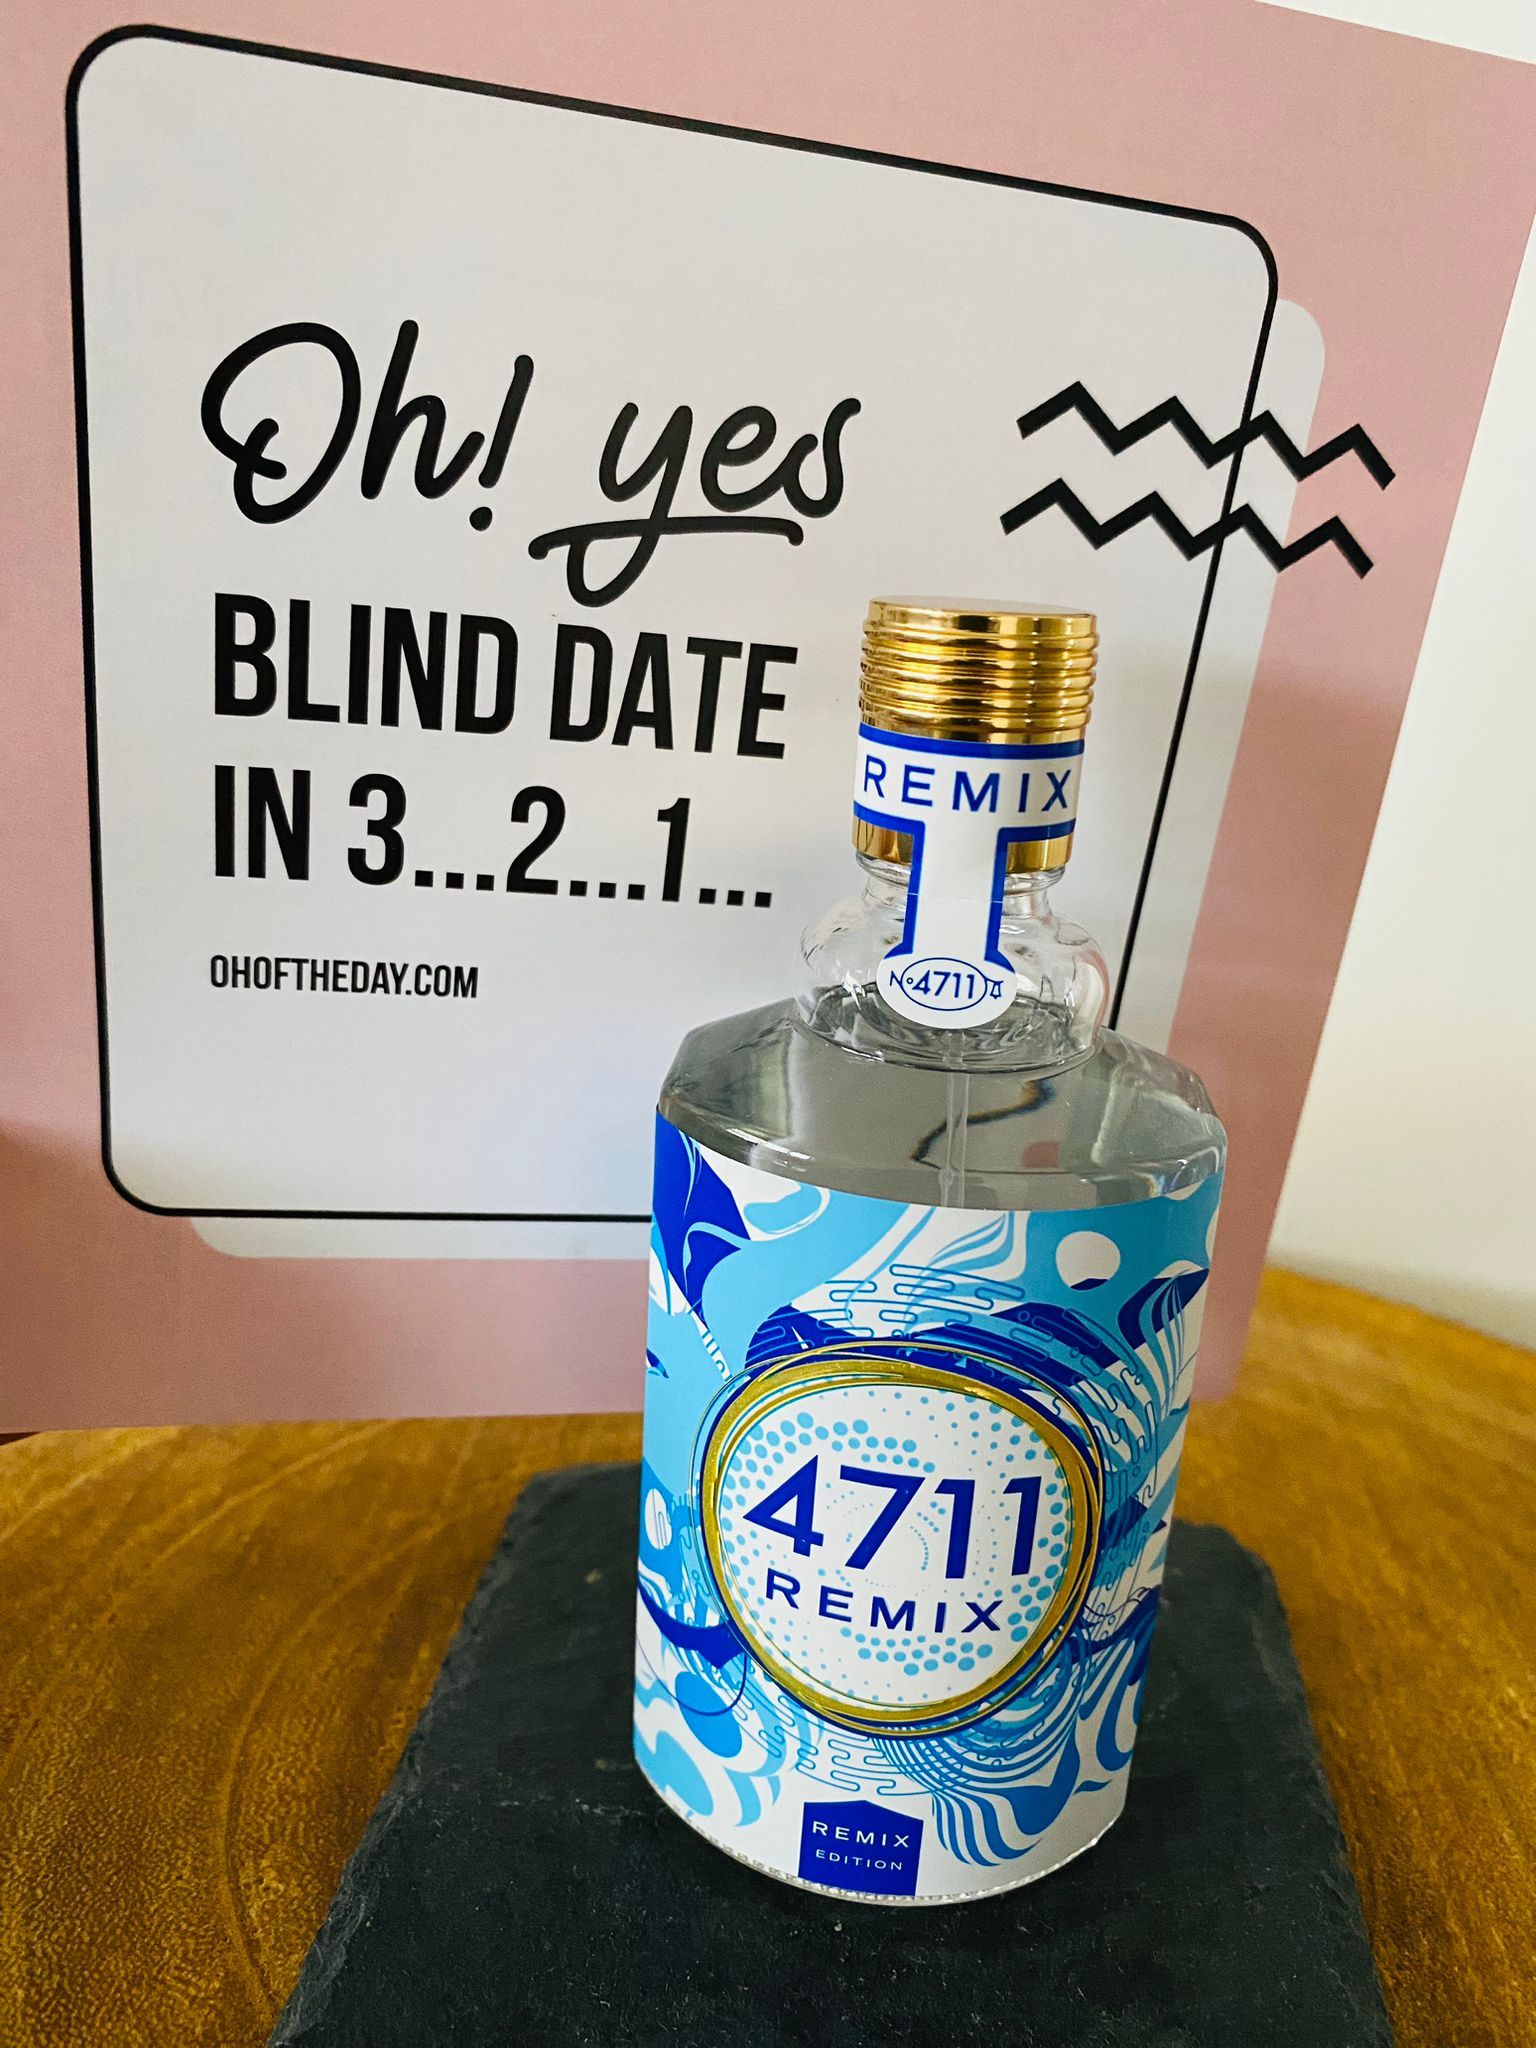 Oh! yes
BLIND DATE
IN 3...2...1...
OHOFTHEDAY.COM
REMIX
Nº4711
4711
REMIX
REMIX
EDITION